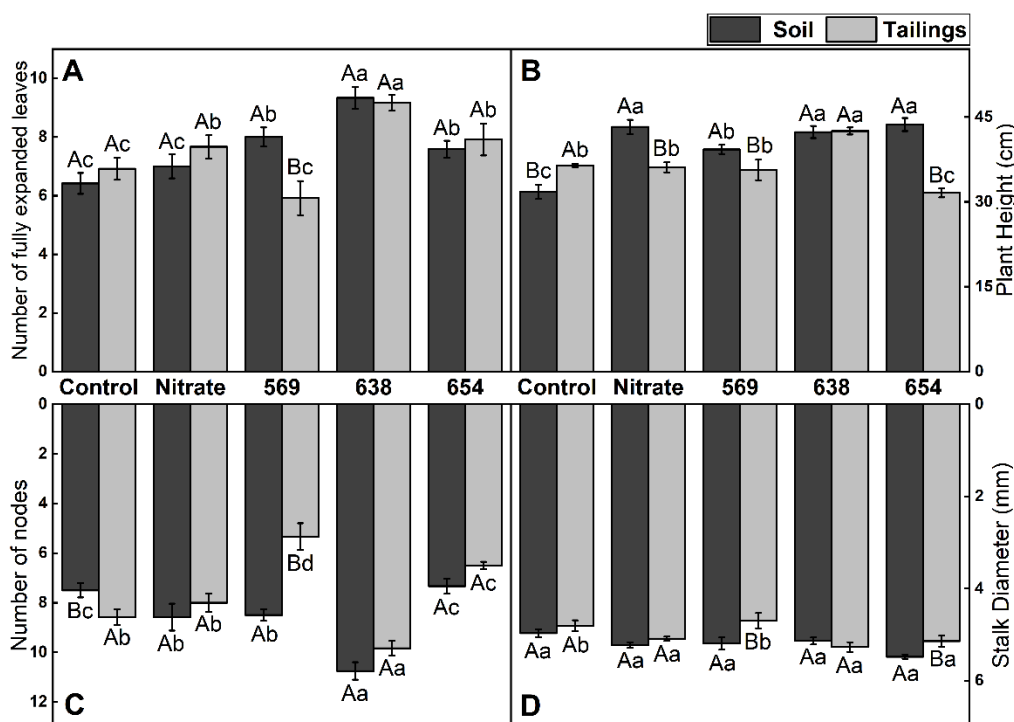 Soil Tailings
A
Number of fully expanded leaves
10
8
6
4
2
0
Ac Ac Ac Ab Ab Bc Aa Aa Ab Ab
B
Plant Height (cm)
45
30
15
0
Bc Ab Aa Bb Ab Bb Aa Aa Aa Bc
Control Nitrate 569 638 654
Control Nitrate 569 638 654
C
Number of nodes
0
2
4
6
8
10
12
Bc Ab Ab Ab Ab Bd Aa Aa Ac Ac
D
Stalk Diameter (mm)
0
2
4
6
Aa Ab Aa Aa Aa Bb Aa Aa Aa Ba